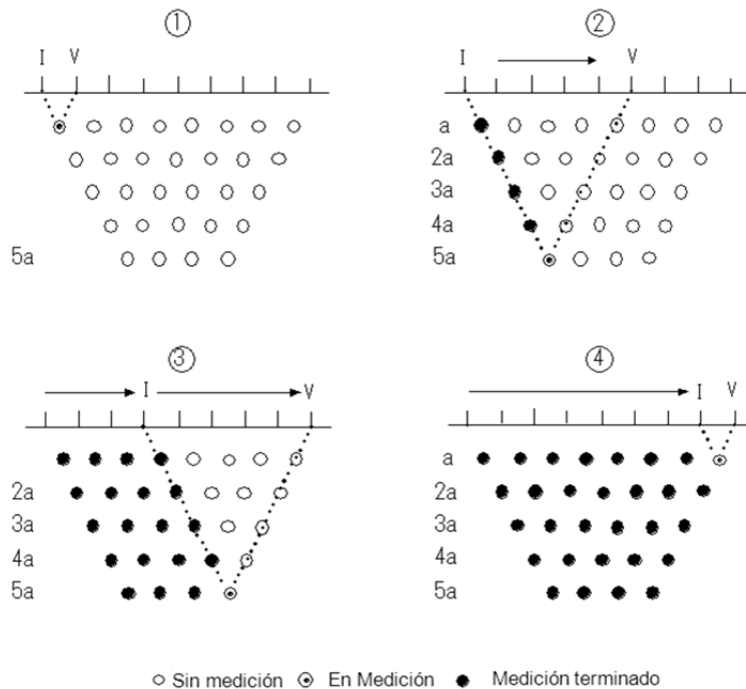 1
I V
5a
2
I V
a
2a
3a
4a
5a
3
I V
2a
3a
4a
5a
4
I V
a
2a
3a
4a
5a
Sin medición En Medición Medición terminado